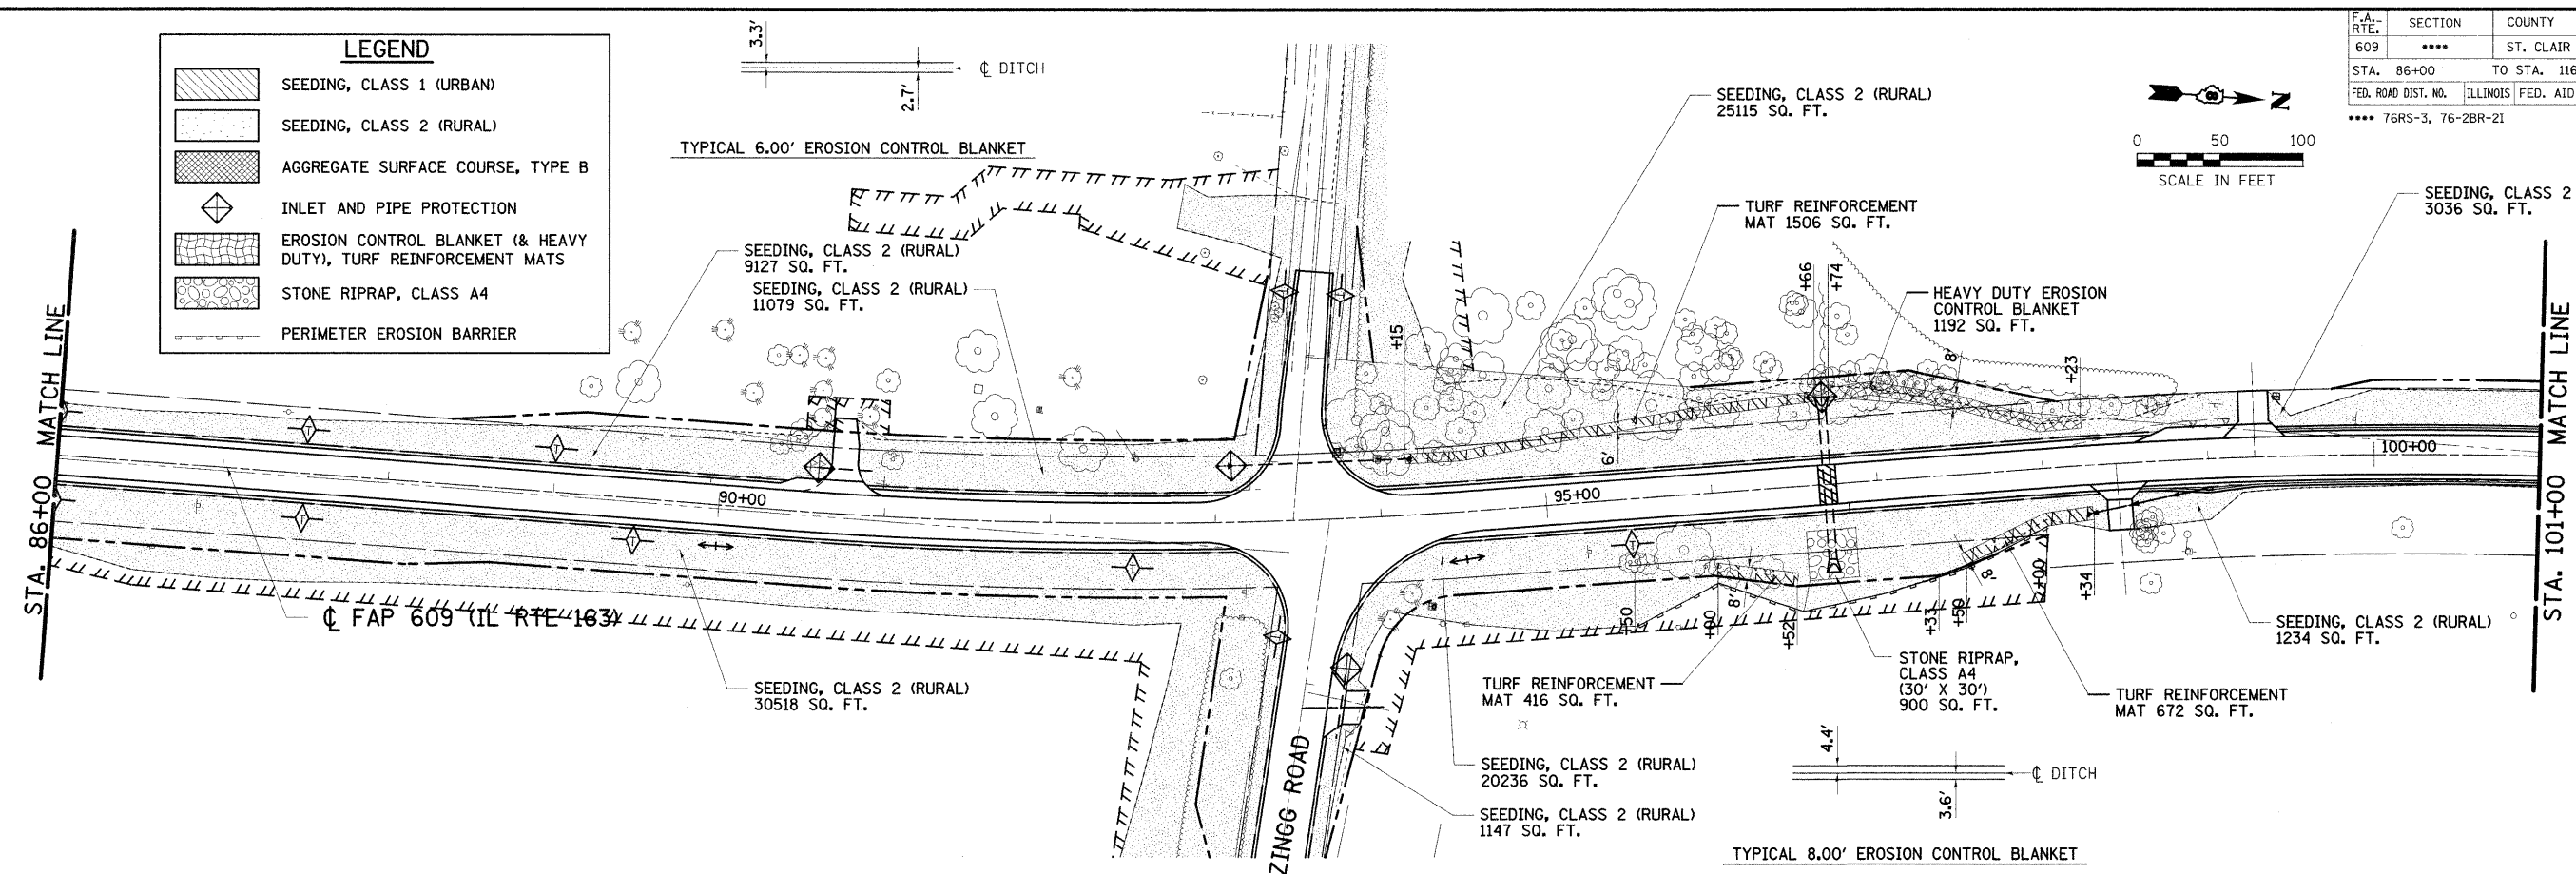 LEGEND
SEEDING, CLASS 1 (URBAN)
SEEDING, CLASS 2 (RURAL)
AGGREGATE SURFACE COURSE, TYPE B
INLET AND PIPE PROTECTION
EROSION CONTROL BLANKET (& HEAVY
DUTY), TURF REINFORCEMENT MATS
STONE RIPRAP, CLASS A4
PERIMETER EROSION BARRIER
3.3'
2.7'
℄ DITCH
TYPICAL 6.00' EROSION CONTROL BLANKET
F.A.-
RTE.
SECTION
COUNTY
609
****
ST. CLAIR
STA. 86+00 TO STA. 116
FED. ROAD DIST. NO. ILLINOIS FED. AID
**** 76RS-3, 76-2BR-2I
N
0 50 100
SCALE IN FEET
SEEDING, CLASS 2 (RURAL)
25115 SQ. FT.
TURF REINFORCEMENT
MAT 1506 SQ. FT.
SEEDING, CLASS 2
3036 SQ. FT.
SEEDING, CLASS 2 (RURAL)
9127 SQ. FT.
SEEDING, CLASS 2 (RURAL)
11079 SQ. FT.
HEAVY DUTY EROSION
CONTROL BLANKET
1192 SQ. FT.
+66
+74
+15
8'
+23
6'
STA. 86+00 MATCH LINE
STA. 101+00 MATCH LINE
90+00
95+00
100+00
T
T
T
T
T
T
℄ FAP 609 (IL RTE 163)
+50
+00
8'
+52
+33
+59
8'
+00
+34
SEEDING, CLASS 2 (RURAL)
30518 SQ. FT.
TURF REINFORCEMENT
MAT 416 SQ. FT.
STONE RIPRAP,
CLASS A4
(30' X 30')
900 SQ. FT.
TURF REINFORCEMENT
MAT 672 SQ. FT.
SEEDING, CLASS 2 (RURAL)
1234 SQ. FT.
SEEDING, CLASS 2 (RURAL)
20236 SQ. FT.
SEEDING, CLASS 2 (RURAL)
1147 SQ. FT.
ZINGG ROAD
4.4'
3.6'
℄ DITCH
TYPICAL 8.00' EROSION CONTROL BLANKET